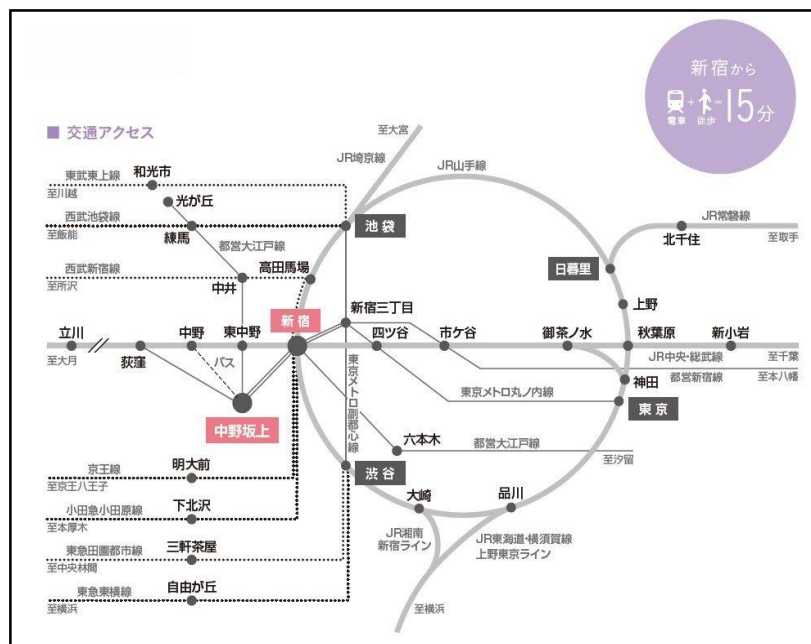 新宿から
電車 + 徒歩 = 15分
■ 交通アクセス
至大宮
JR埼京線
JR山手線
東武東上線
和光市
至川越
光が丘
西武池袋線
至飯能
練馬
池袋
都営大江戸線
JR常磐線
北千住
至取手
日暮里
西武新宿線
至所沢
中井
高田馬場
上野
新宿
新宿三丁目
立川
中野
東中野
四ツ谷
市ケ谷
御茶ノ水
秋葉原
新小岩
至大月
荻窪
バス
JR中央・総武線
至千葉
都営新宿線
至本八幡
神田
東京メトロ副都心線
東京メトロ丸ノ内線
東京
中野坂上
六本木
都営大江戸線
至汐留
京王線
明大前
至京王八王子
渋谷
小田急小田原線
下北沢
至本厚木
大崎
品川
JR湘南
新宿ライン
JR東海道・横須賀線
上野東京ライン
東急田園都市線
三軒茶屋
至中央林間
東急東横線
自由が丘
至横浜
至横浜